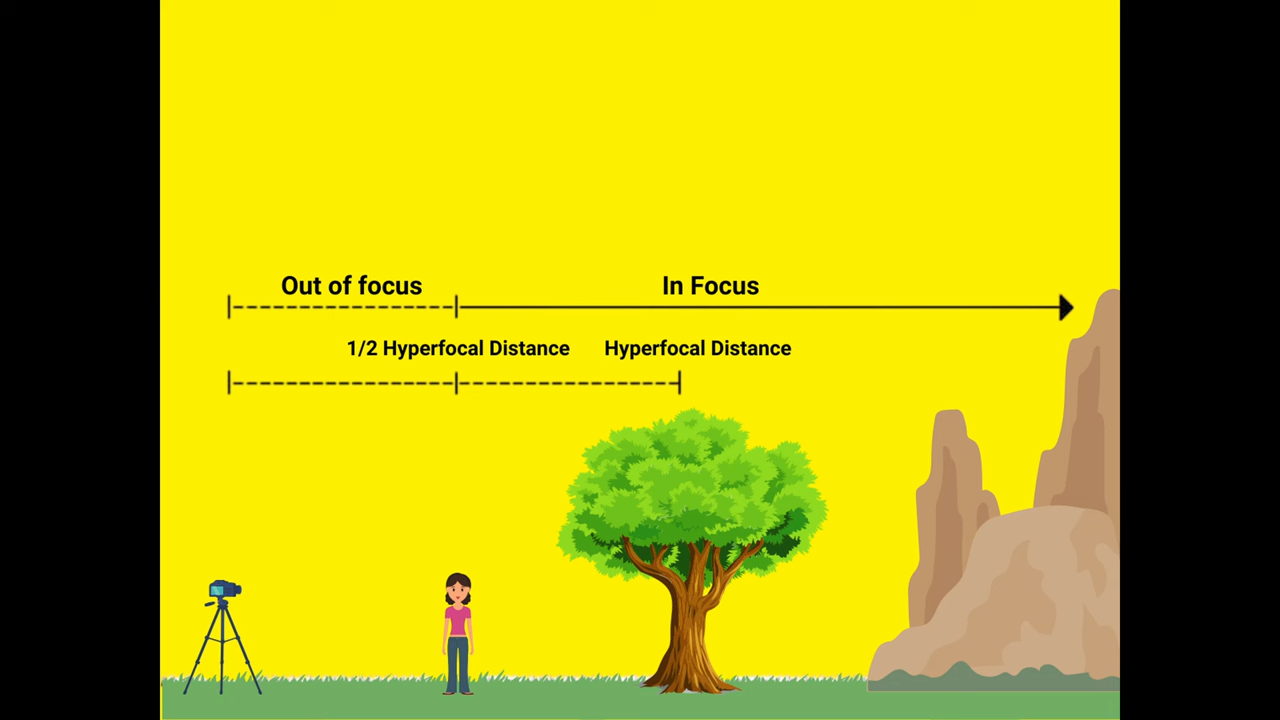 Out of focus
In Focus
1/2 Hyperfocal Distance
Hyperfocal Distance